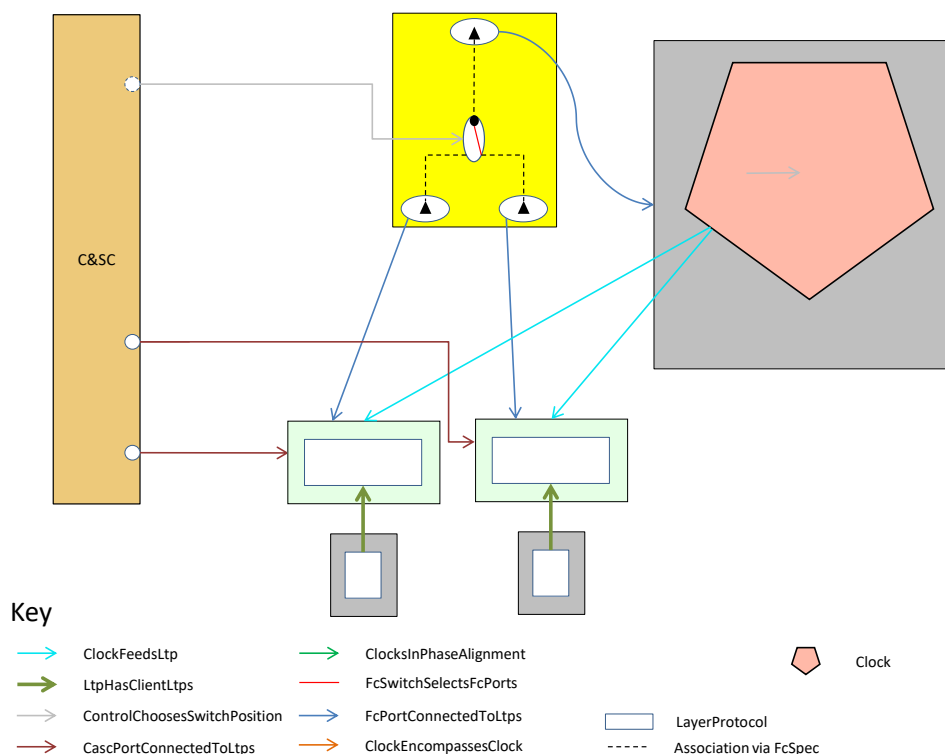 C&SC
Key
ClockFeedsLtp
ClocksInPhaseAlignment
Clock
LtpHasClientLtps
FcSwitchSelectsFcPorts
ControlChoosesSwitchPosition
FcPortConnectedToLtps
LayerProtocol
CascPortConnectedToLtps
ClockEncompassesClock
Association via FcSpec